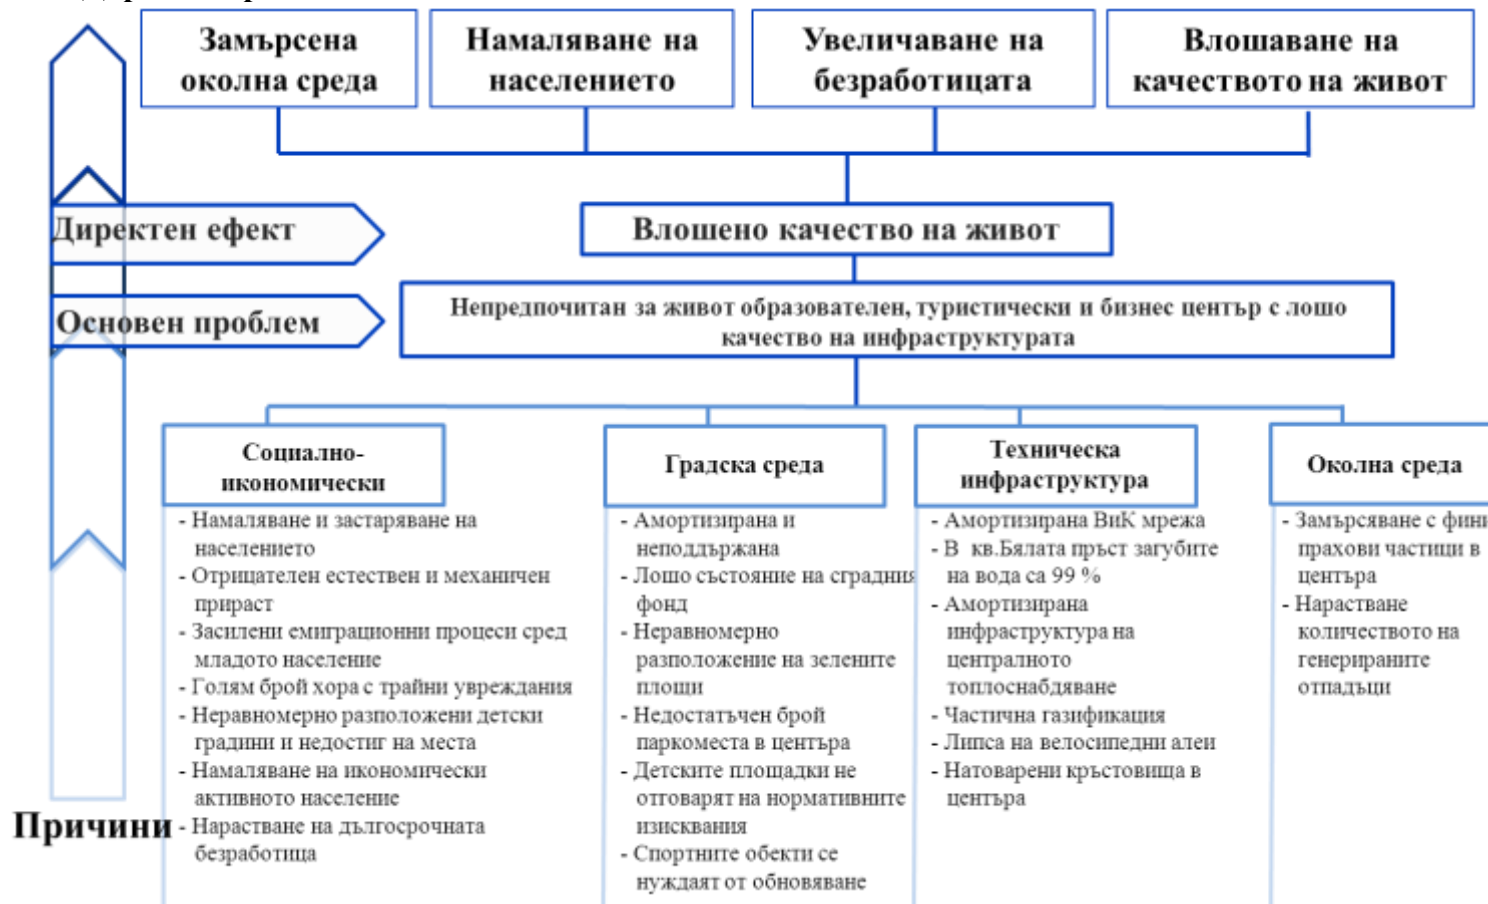 Замърсена
околна среда
Намаляване на
населението
Увеличаване на
безработицата
Влошаване на
качеството на живот
Директен ефект
Влошено качество на живот
Основен проблем
Непредпочитан за живот образователен, туристически и бизнес център с лошо
качество на инфраструктурата
Социално-
икономически
- Намаляване и застаряване на
населението
- Отрицателен естествен и механичен
прираст
- Засилени емиграционни процеси сред
младото население
- Голям брой хора с трайни увреждания
- Неравномерно разположени детски
градини и недостиг на места
- Намаляване на икономически
активното население
- Нарастване на дългосрочната
безработица
Градска среда
- Амортизирана и
неподдържана
- Лошо състояние на сградния
фонд
- Неравномерно
разположение на зелените
площи
- Недостатъчен брой
паркоместа в центъра
- Детските площадки не
отговарят на нормативните
изисквания
- Спортните обекти се
нуждаят от обновяване
Техническа
инфраструктура
- Амортизирана ВиК мрежа
- В кв.Бялата пръст загубите
на вода са 99 %
- Амортизирана
инфраструктура на
централното
топлоснабдяване
- Частична газификация
- Липса на велосипедни алеи
- Натоварени кръстовища в
центъра
Околна среда
- Замърсяване с фини
прахови частици в
центъра
- Нарастване
количеството на
генерираните
отпадъци
Причини